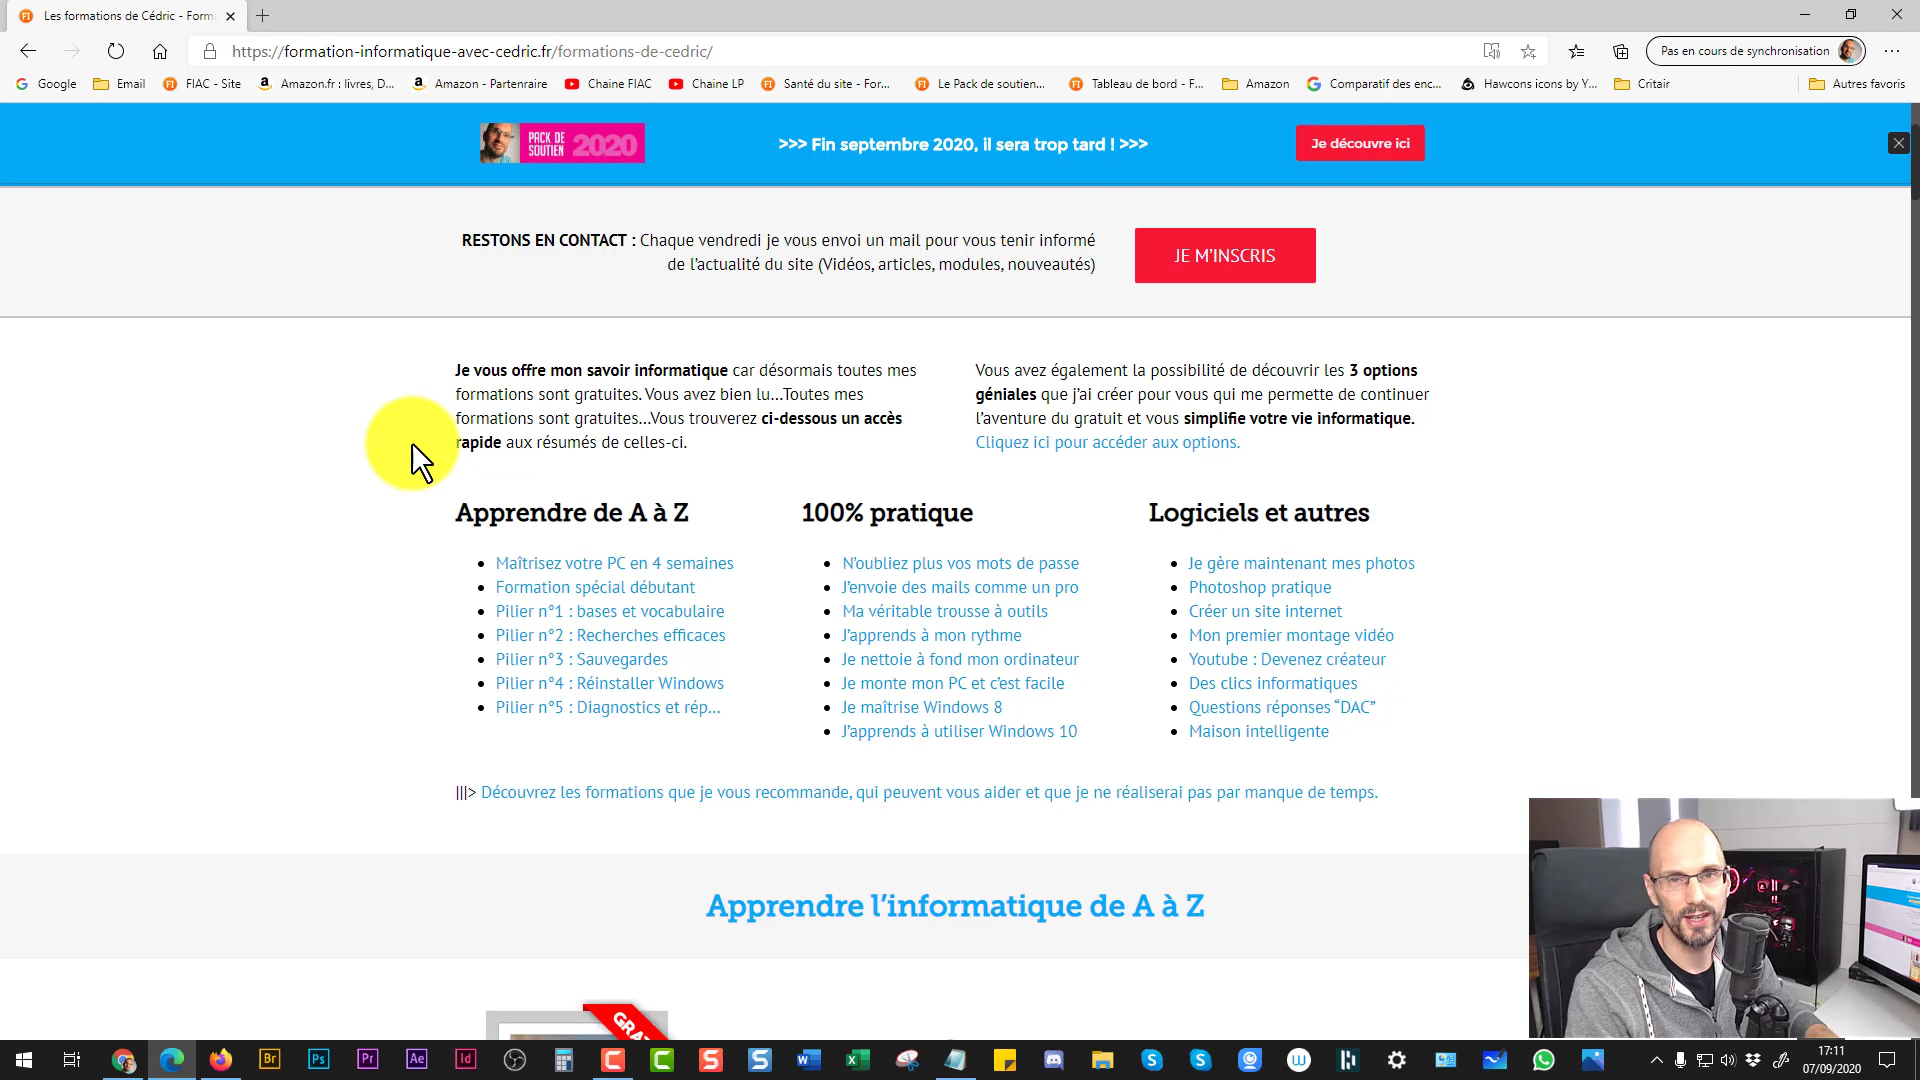 Les formations de Cédric - Form
https://formation-informatique-avec-cedric.fr/formations-de-cedric/
Pas en cours de synchronisation
Google
Email
FIAC - Site
Amazon.fr : livres, D...
Amazon - Partenraire
Chaine FIAC
Chaine LP
Santé du site - For...
Le Pack de soutien...
Tableau de bord - F...
Amazon
Comparatif des enc...
Hawcons icons by Y...
Critair
Autres favoris
PACK DE
SOUTIEN
2020
>>> Fin septembre 2020, il sera trop tard ! >>>
Je découvre ici
RESTONS EN CONTACT : Chaque vendredi je vous envoi un mail pour vous tenir informé
de l'actualité du site (Vidéos, articles, modules, nouveautés)
JE M'INSCRIS
Je vous offre mon savoir informatique car désormais toutes mes
formations sont gratuites. Vous avez bien lu...Toutes mes
formations sont gratuites...Vous trouverez ci-dessous un accès
rapide aux résumés de celles-ci.
Vous avez également la possibilité de découvrir les 3 options
géniales que j'ai créer pour vous qui me permete de continuer
l'aventure du gratuit et vous simplifie votre vie informatique.
Cliquez ici pour accéder aux options.
Apprendre de A à Z
Maîtrisez votre PC en 4 semaines
Formation spécial débutant
Pilier n°1 : bases et vocabulaire
Pilier n°2 : Recherches efficaces
Pilier n°3 : Sauvegardes
Pilier n°4 : Réinstaller Windows
Pilier n°5 : Diagnostics et rép...
100% pratique
N'oubliez plus vos mots de passe
J'envoie des mails comme un pro
Ma véritable trousse à outils
J'apprends à mon rythme
Je nettoie à fond mon ordinateur
Je monte mon PC et c'est facile
Je maîtrise Windows 8
J'apprends à utiliser Windows 10
Logiciels et autres
Je gère maintenant mes photos
Photoshop pratique
Créer un site internet
Mon premier montage vidéo
Youtube : Devenez créateur
Des clics informatiques
Questions réponses “DAC”
Maison intelligente
|||> Découvrez les formations que je vous recommande, qui peuvent vous aider et que je ne réaliserai pas par manque de temps.
Apprendre l'informatique de A à Z
GRA
Br
Ps
Pr
Ae
Id
17:11
07/09/2020